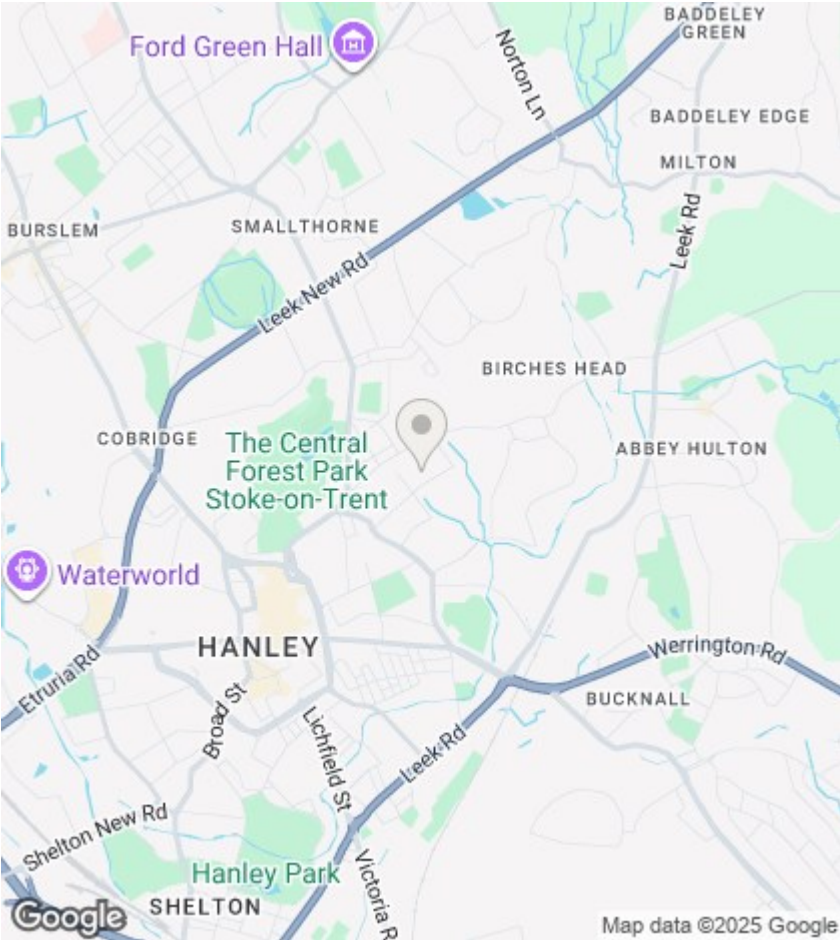 BADDELEY
GREEN
Ford Green Hall
Norton Ln
BADDELEY EDGE
MILTON
BURSLEM
SMALLTHORNE
Leek Rd
Leek New Rd
BIRCHES HEAD
COBRIDGE
The Central
Forest Park
Stoke-on-Trent
ABBEY HULTON
Waterworld
HANLEY
Werrington Rd
Etruria Rd
BUCKNALL
Broad St
Lichfield St
Leek Rd
Shelton New Rd
Victoria R
Hanley Park
SHELTON
Google
Map data ©2025 Google